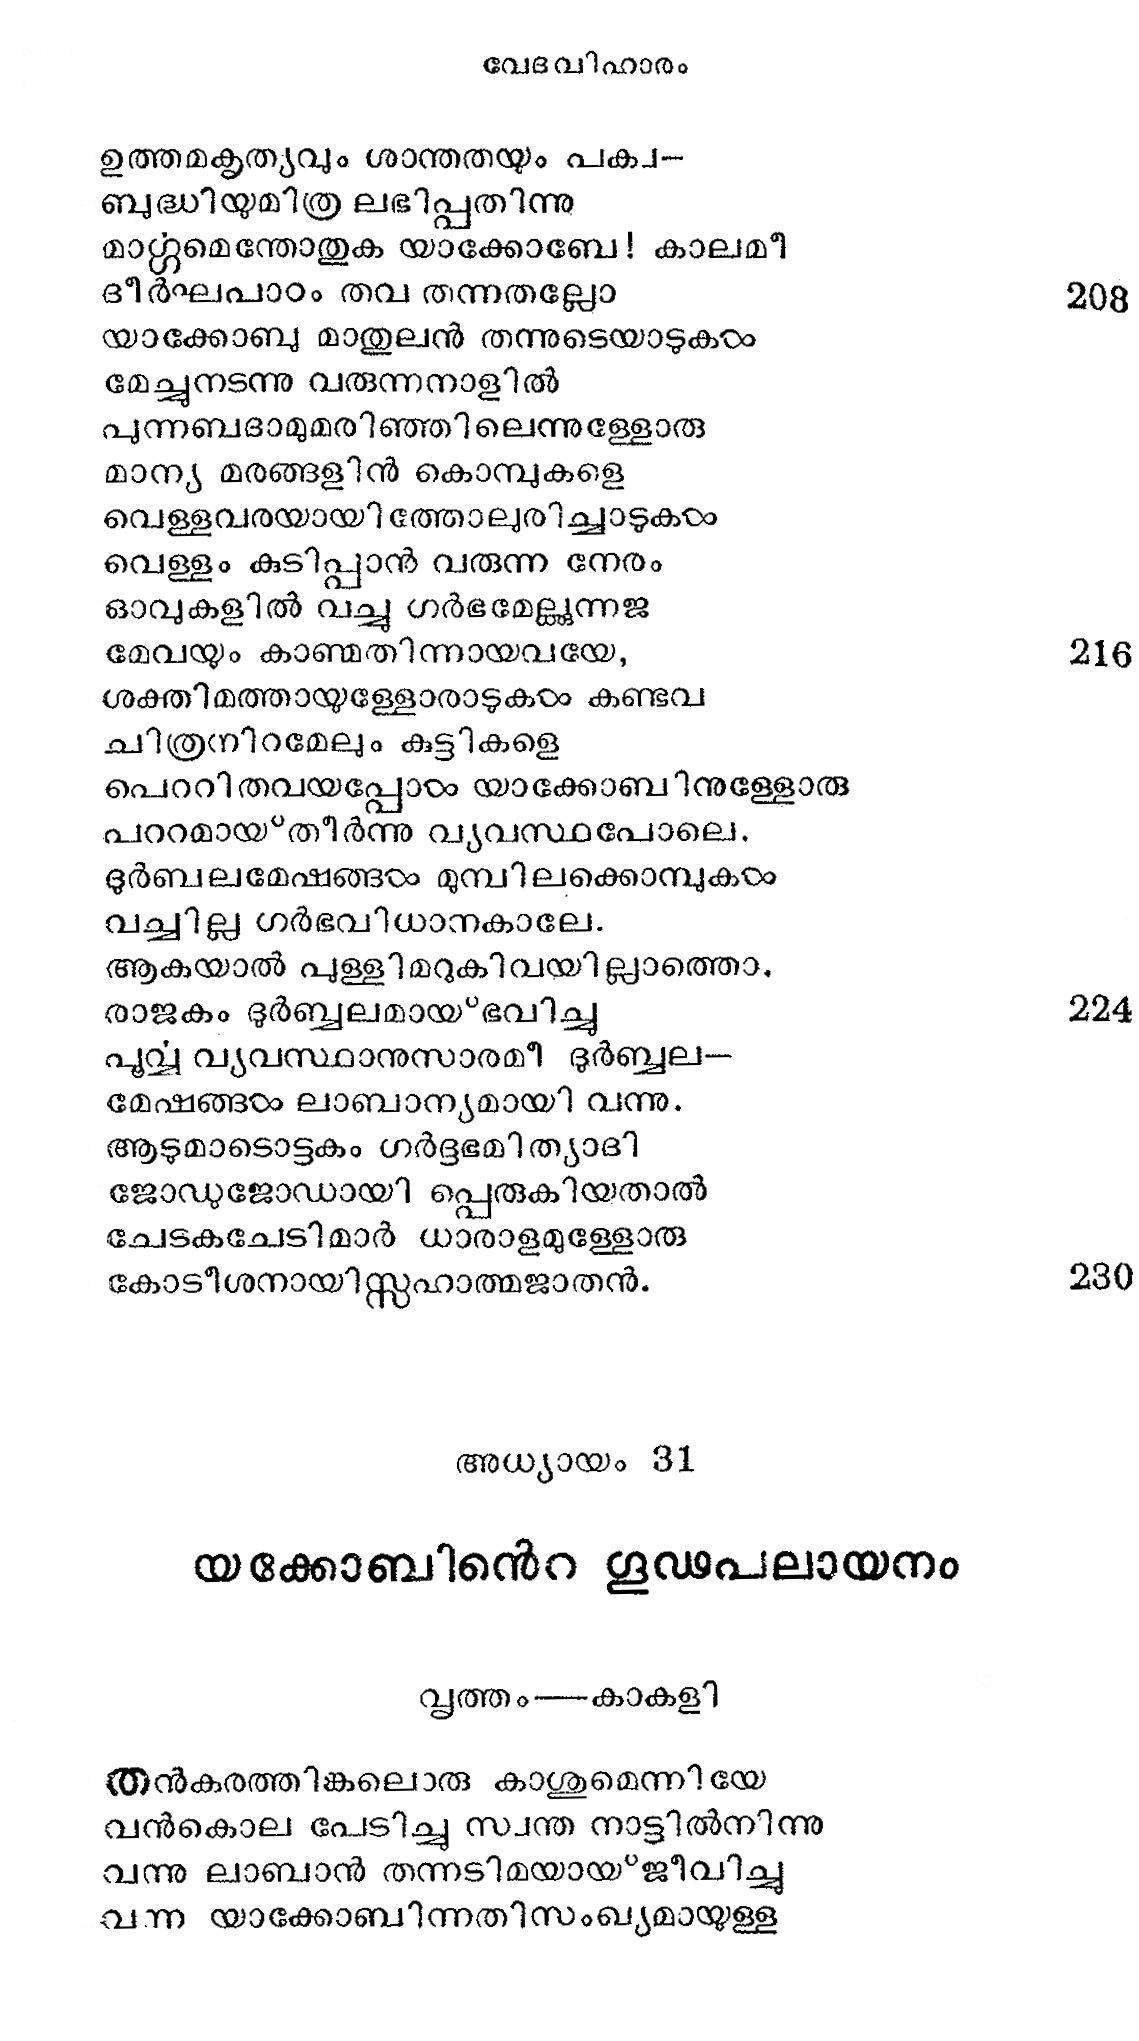 വേദവിഹാരം
ഉത്തമകൃത്യവും ശാന്തതയും പക്വ–
ബുദ്ധിയുമിത്ര ലഭിപ്പതിന്നു
മാൎഗ്ഗമെന്തോതുക യാക്കോബേ! കാലമീ
ദീർഘപാഠം തവ തന്നതല്ലോ 208
യാക്കോബു മാതുലൻ തന്നുടെയാടുകൾ
മേച്ചുനടന്നു വരുന്നനാളിൽ
പുന്നബദാമുമരിഞ്ഞിലെന്നുള്ളോരു
മാന്യ മരങ്ങളിൻ കൊമ്പുകളെ
വെള്ളവരയായിത്തോലുരിച്ചാടുകൾ
വെള്ളം കുടിപ്പാൻ വരുന്ന നേരം
ഓവുകളിൽ വച്ചു ഗർഭമേല്ക്കുന്നജ
മേവയും കാണ്മതിന്നായവയേ, 216
ശക്തിമത്തായുള്ളോരാടുകൾ കണ്ടവ
ചിത്രനിറമേലും കുട്ടികളെ
പെററിതവയപ്പോൾ യാക്കോബിനുള്ളോരു
പററമായ്തീർന്നു വ്യവസ്ഥപോലെ.
ദുർബലമേഷങ്ങൾ മുമ്പിലക്കൊമ്പുകൾ
വച്ചില്ല ഗർഭവിധാനകാലേ.
ആകയാൽ പുള്ളിമറുകിവയില്ലാത്തൊ.
രാജകം ദുർബ്ബലമായ്ഭവിച്ചു 224
പൂൎവ്വ വ്യവസ്ഥാനുസാരമീ ദുർബ്ബല–
മേഷങ്ങൾ ലാബാന്യമായി വന്നു.
ആടുമാടൊട്ടകം ഗർദ്ദഭമിത്യാദി
ജോഡുജോഡായി പ്പെരുകിയതാൽ
ചേടകചേടിമാർ ധാരാളമുള്ളോരു
കോടീശനായിസ്സഹാത്മജാതൻ. 230
അധ്യായം 31
യക്കോബിൻെറ ഗൂഢപലായനം
വൃത്തം—കാകളി
തൻകരത്തിങ്കലൊരു കാശുമെന്നിയേ
വൻകൊല പേടിച്ചു സ്വന്ത നാട്ടിൽനിന്നു
വന്നു ലാബാൻ തന്നടിമയായ്ജീവിച്ചു
വന്ന യാക്കോബിന്നതിസംഖ്യമായുള്ള